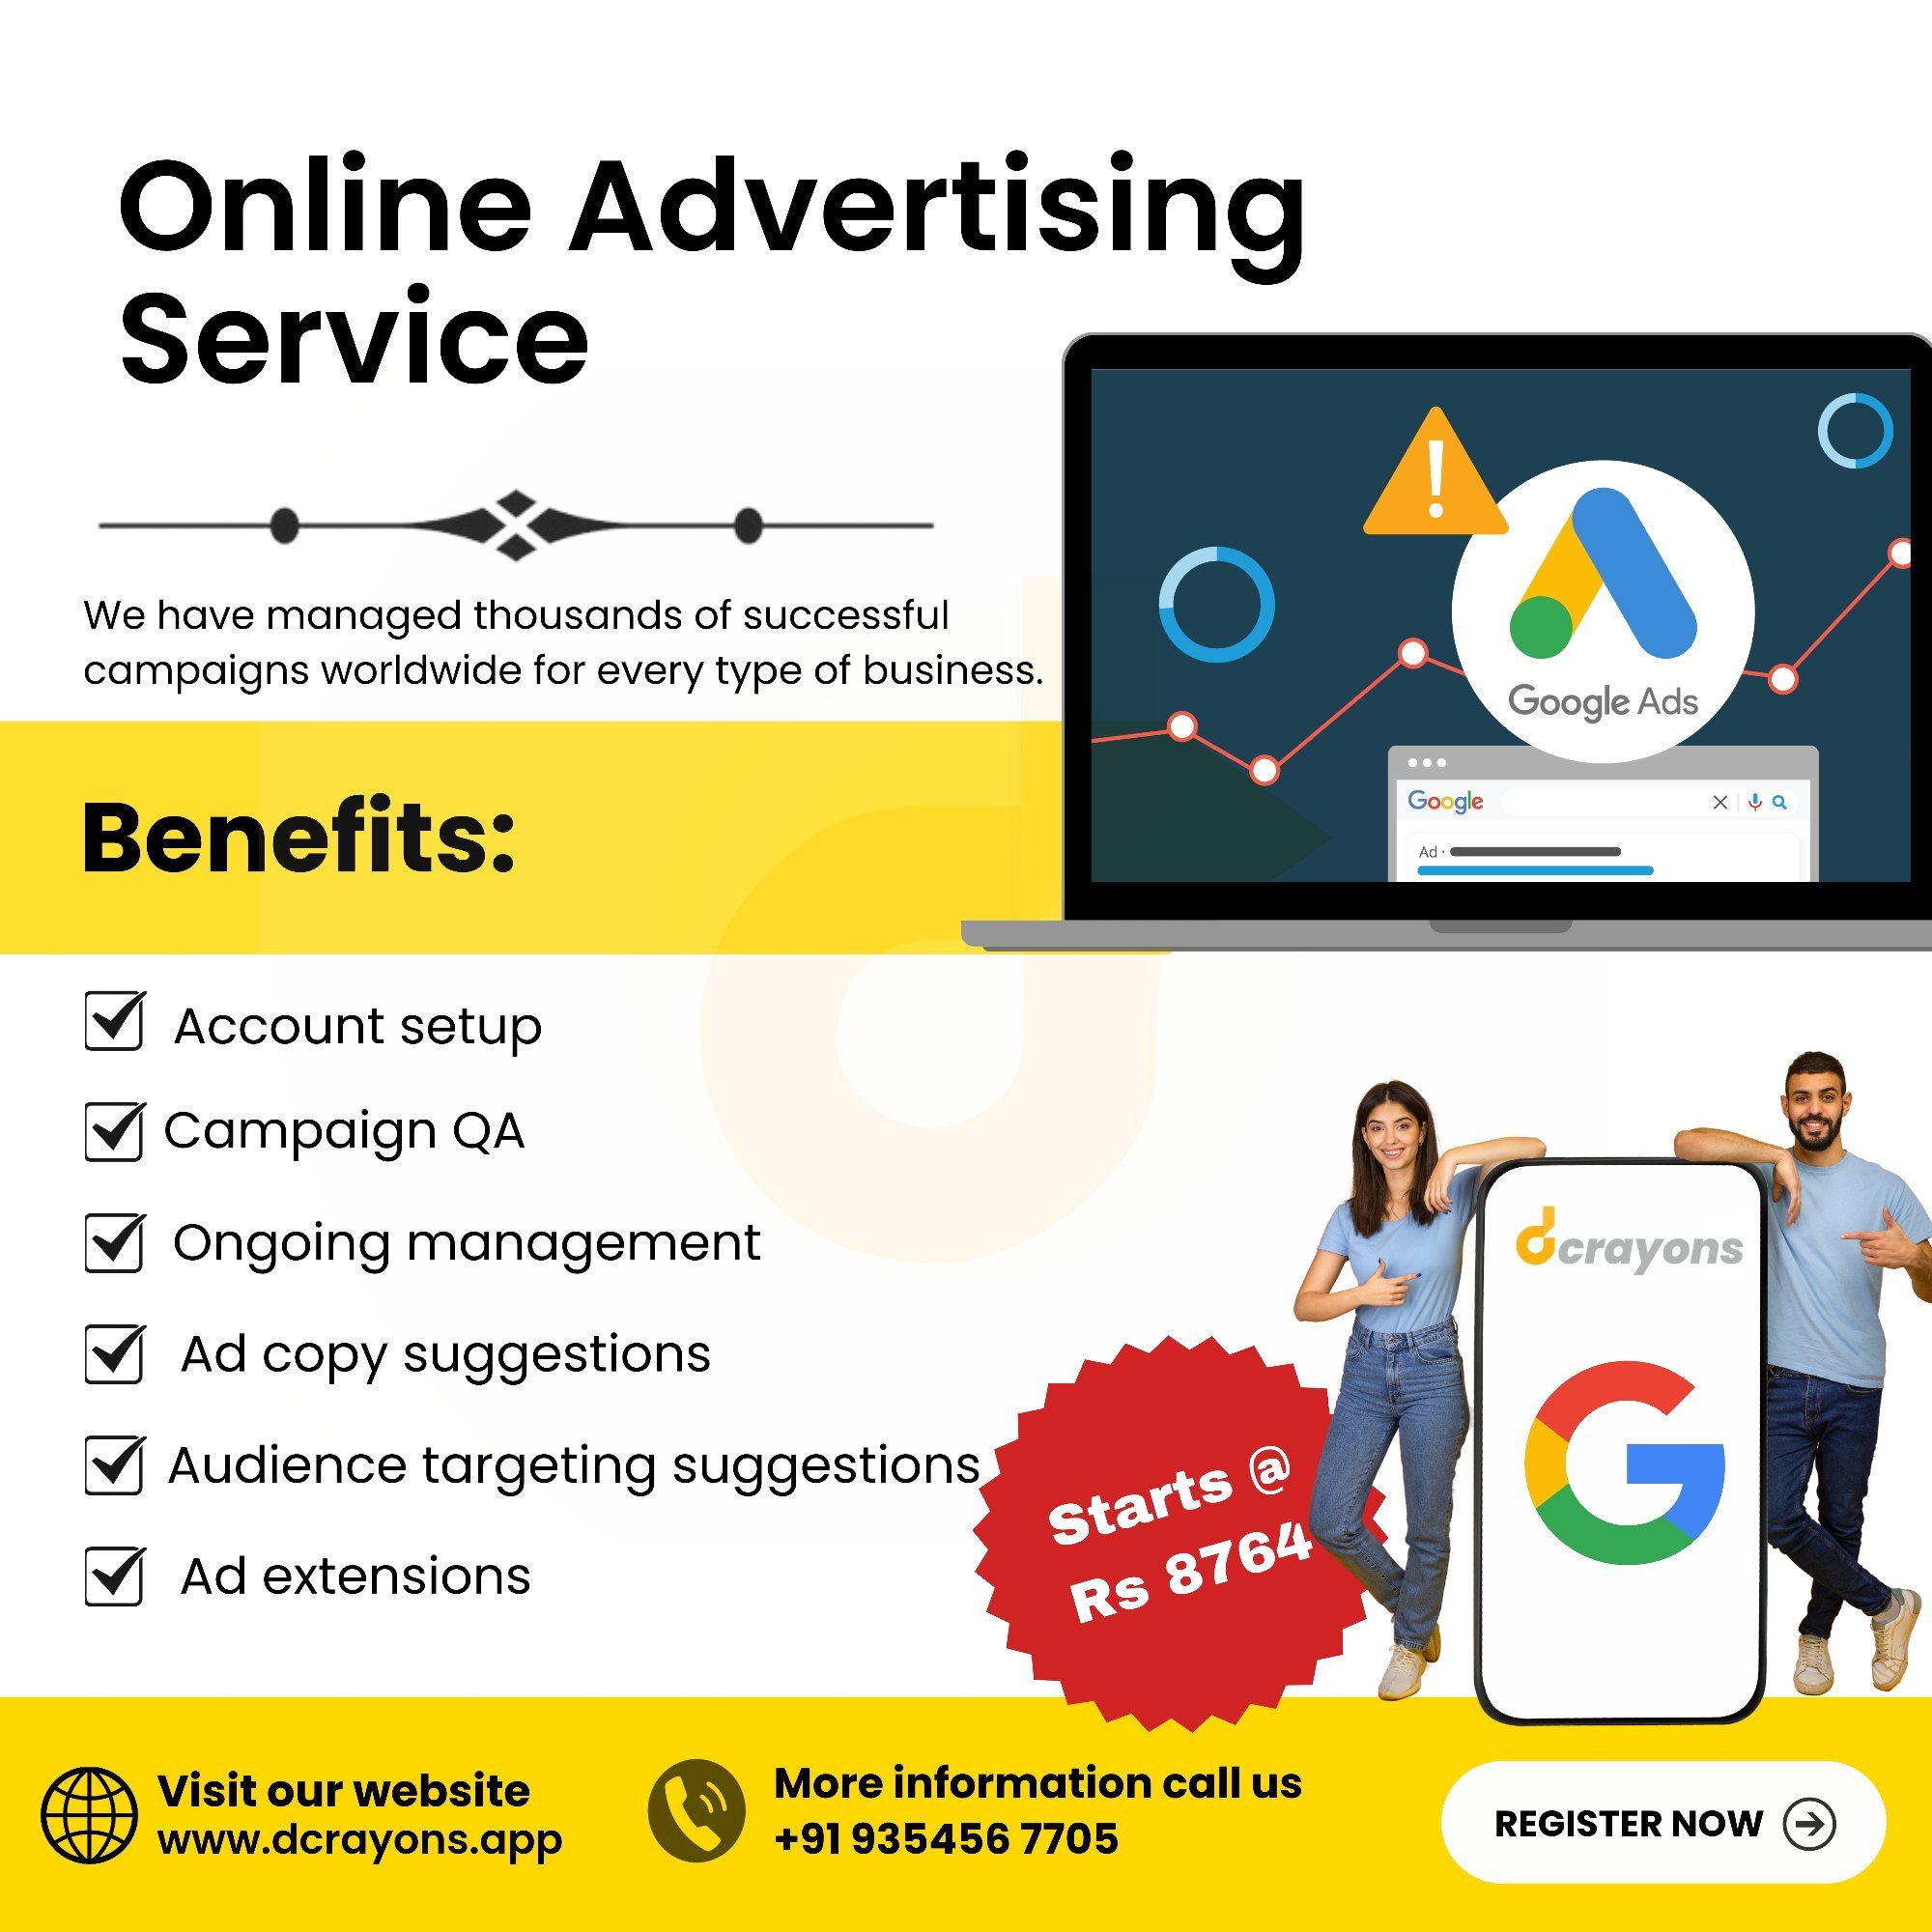 Online Advertising
Service
We have managed thousands of successful
campaigns worldwide for every type of business.
Google Ads
Google
Ad ·
Benefits:
Account setup
Campaign QA
Ongoing management
Ad copy suggestions
Audience targeting suggestions
Ad extensions
Starts @
Rs 8764
dcrayons
G
Visit our website
www.dcrayons.app
More information call us
+91 935456 7705
REGISTER NOW